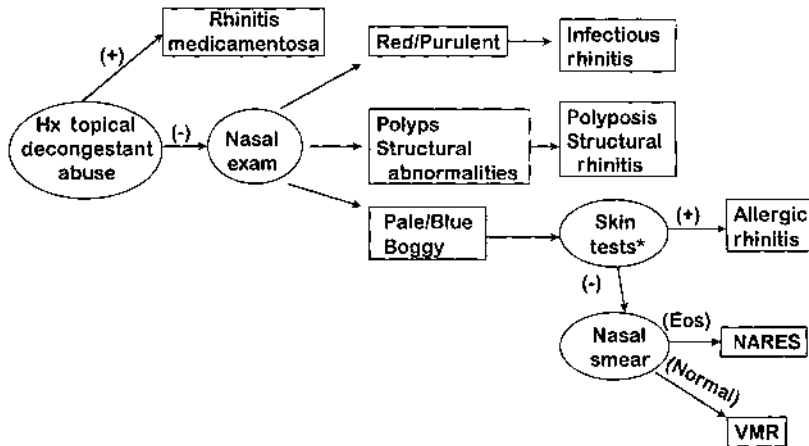 Rhinitis
medicamentosa
(+)
Hx topical
decongestant
abuse
(-)
Nasal
exam
Red/Purulent
Infectious
rhinitis
Polyps
Structural
abnormalities
Polyposis
Structural
rhinitis
Pale/Blue
Boggy
Skin
tests*
(+)
Allergic
rhinitis
(-)
Nasal
smear
(Eos)
NARES
(Normal)
VMR